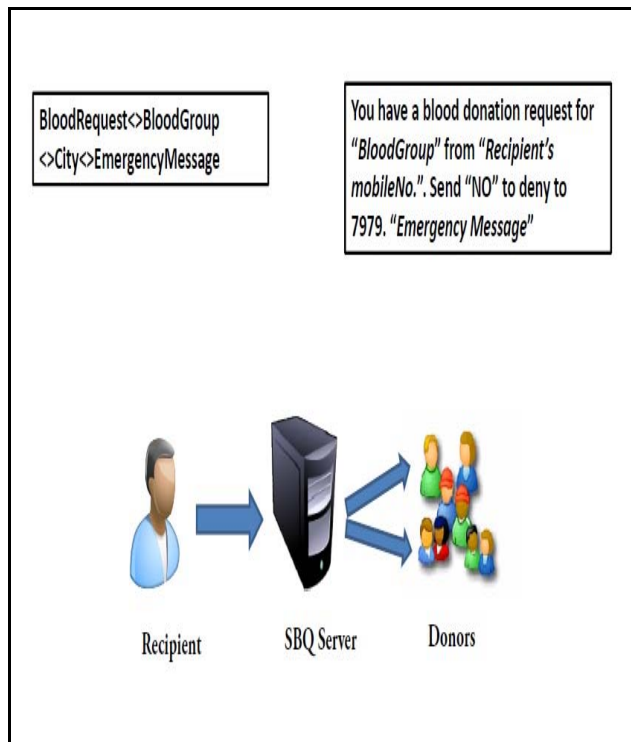 BloodRequest<>BloodGroup
<>City<>EmergencyMessage
You have a blood donation request for
“BloodGroup” from “Recipient’s
mobileNo.”. Send “NO” to deny to
7979. “Emergency Message”
Recipient
SBQ Server
Donors